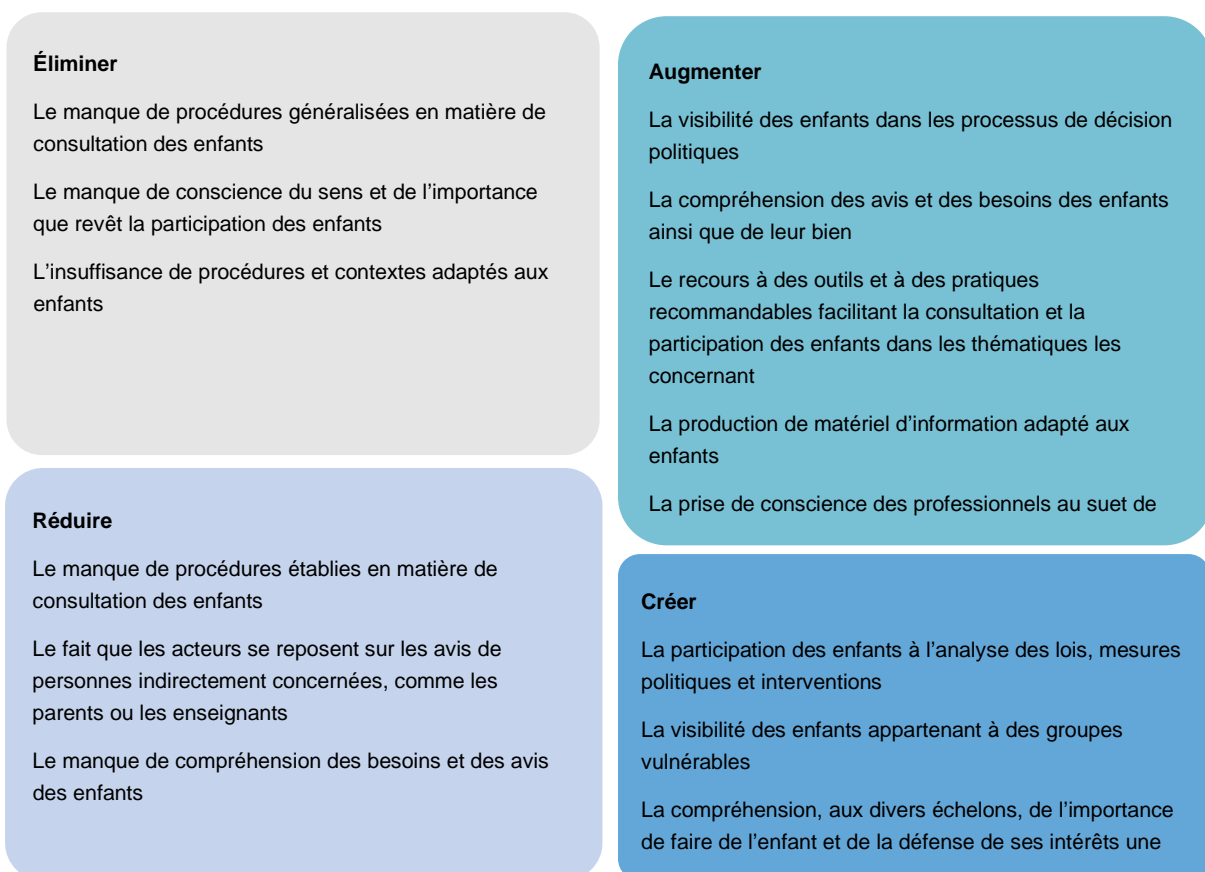 Éliminer
Le manque de procédures généralisées en matière de
consultation des enfants
Le manque de conscience du sens et de l’importance
que revêt la participation des enfants
L’insuffisance de procédures et contextes adaptés aux
enfants
Augmenter
La visibilité des enfants dans les processus de décision
politiques
La compréhension des avis et des besoins des enfants
ainsi que de leur bien
Le recours à des outils et à des pratiques
recommandables facilitant la consultation et la
participation des enfants dans les thématiques les
concernant
La production de matériel d’information adapté aux
enfants
La prise de conscience des professionnels au suet de
Réduire
Le manque de procédures établies en matière de
consultation des enfants
Le fait que les acteurs se reposent sur les avis de
personnes indirectement concernées, comme les
parents ou les enseignants
Le manque de compréhension des besoins et des avis
des enfants
Créer
La participation des enfants à l’analyse des lois, mesures
politiques et interventions
La visibilité des enfants appartenant à des groupes
vulnérables
La compréhension, aux divers échelons, de l’importance
de faire de l’enfant et de la défense de ses intérêts une